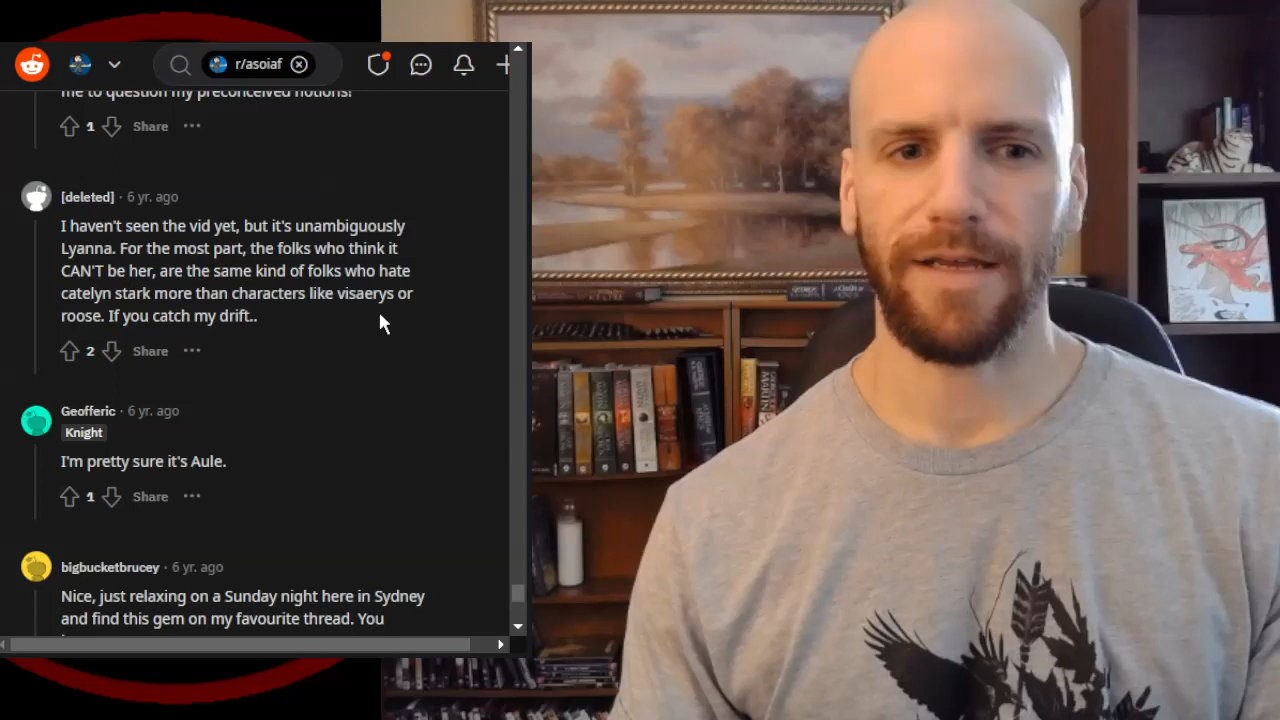 r/asoiaf
me to question my preconceived notions!
1 Share
[deleted] · 6 yr. ago
I haven't seen the vid yet, but it's unambiguously
Lyanna. For the most part, the folks who think it
CAN'T be her, are the same kind of folks who hate
catelyn stark more than characters like visaerys or
roose. If you catch my drift..
2 Share
Geofferic · 6 yr. ago
Knight
I'm pretty sure it's Aule.
1 Share
bigbucketbrucey · 6 yr. ago
Nice, just relaxing on a Sunday night here in Sydney
and find this gem on my favourite thread. You
MARTIN